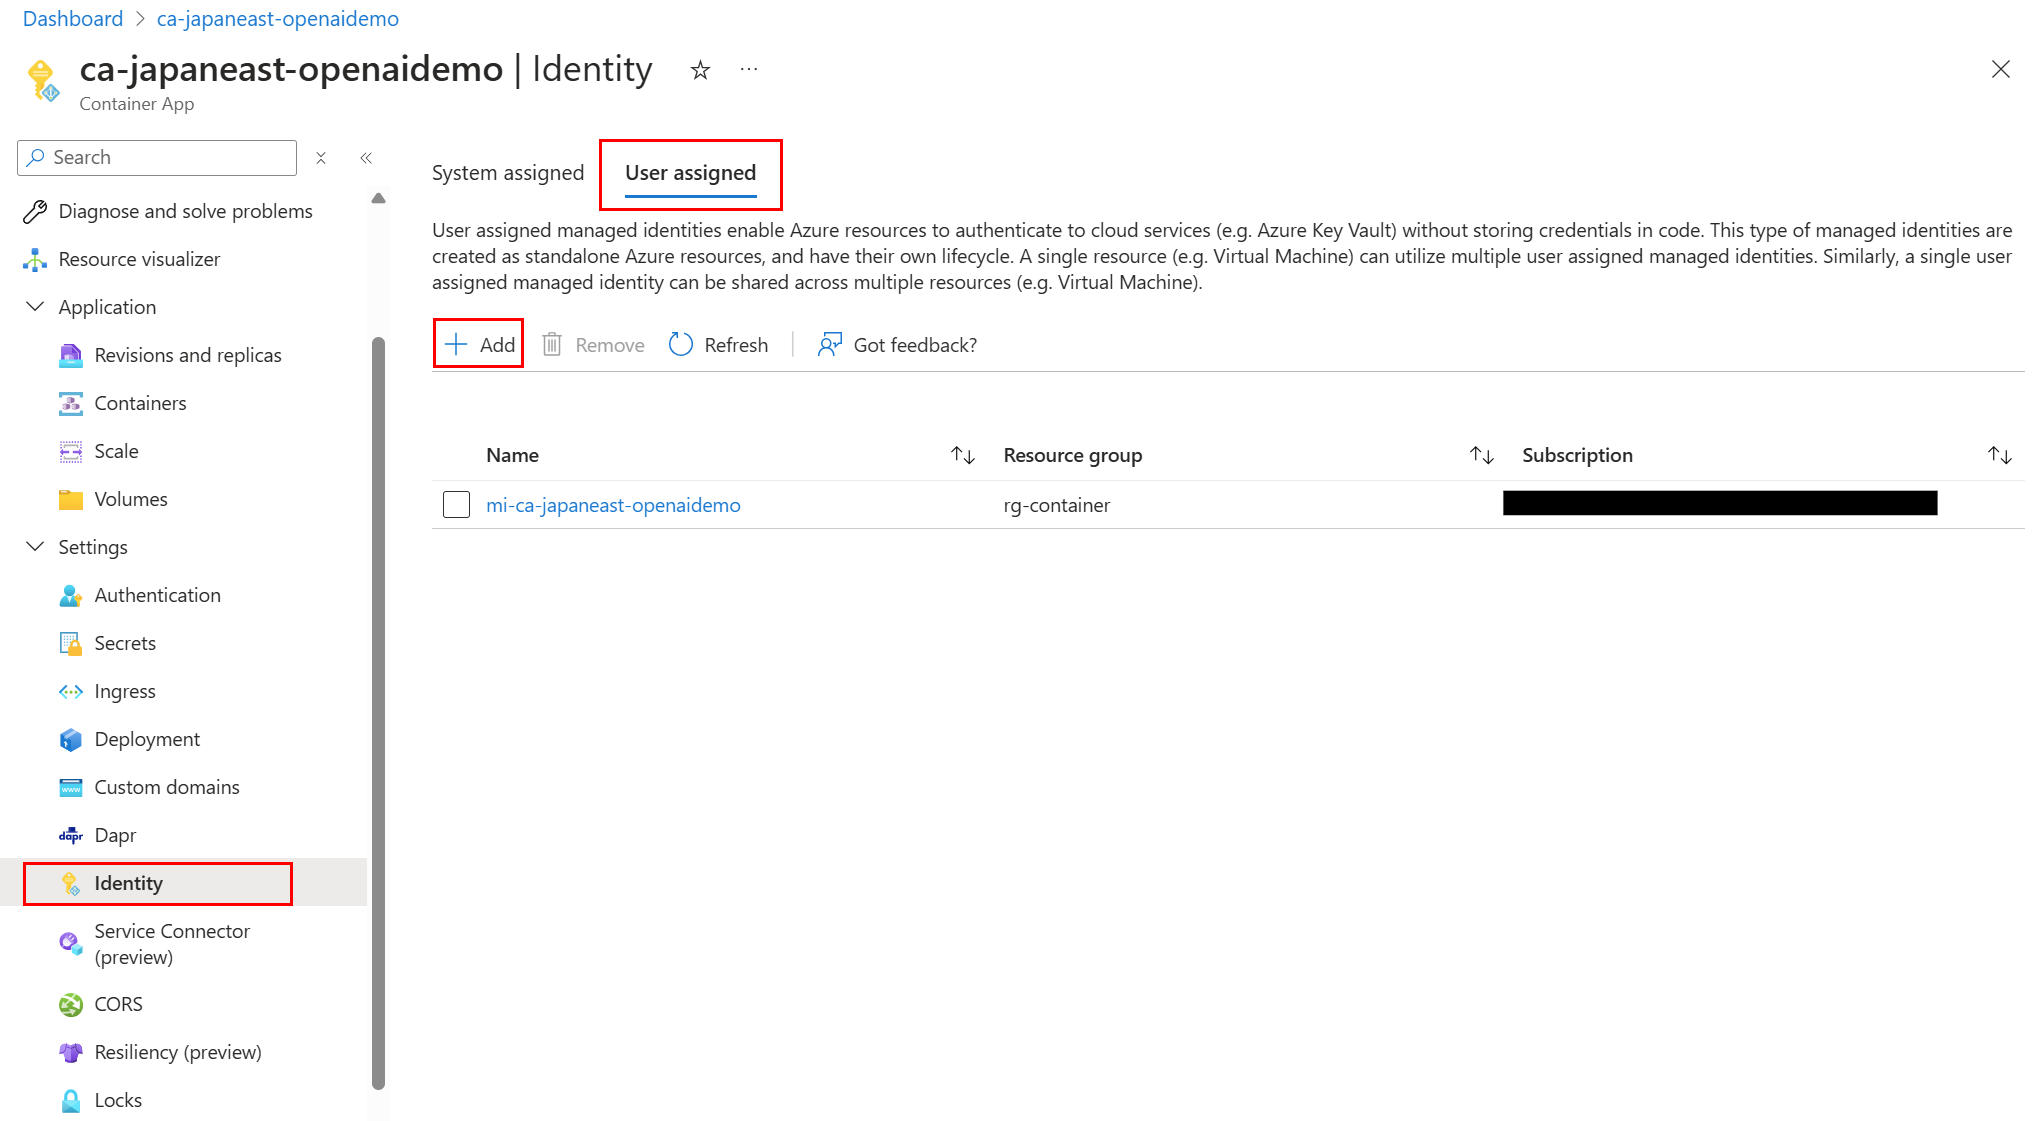 Dashboard > ca-japaneast-openaidemo
ca-japaneast-openaidemo | Identity
Container App
Search
Diagnose and solve problems
Resource visualizer
Application
Revisions and replicas
Containers
Scale
Volumes
Settings
Authentication
Secrets
Ingress
Deployment
www
Custom domains
dapr
Dapr
Identity
Service Connector
(preview)
CORS
Resiliency (preview)
Locks
System assigned
User assigned
User assigned managed identities enable Azure resources to authenticate to cloud services (e.g. Azure Key Vault) without storing credentials in code. This type of managed identities are
created as standalone Azure resources, and have their own lifecycle. A single resource (e.g. Virtual Machine) can utilize multiple user assigned managed identities. Similarly, a single user
assigned managed identity can be shared across multiple resources (e.g. Virtual Machine).
Add Remove Refresh | Got feedback?
Name Resource group Subscription
mi-ca-japaneast-openaidemo rg-container